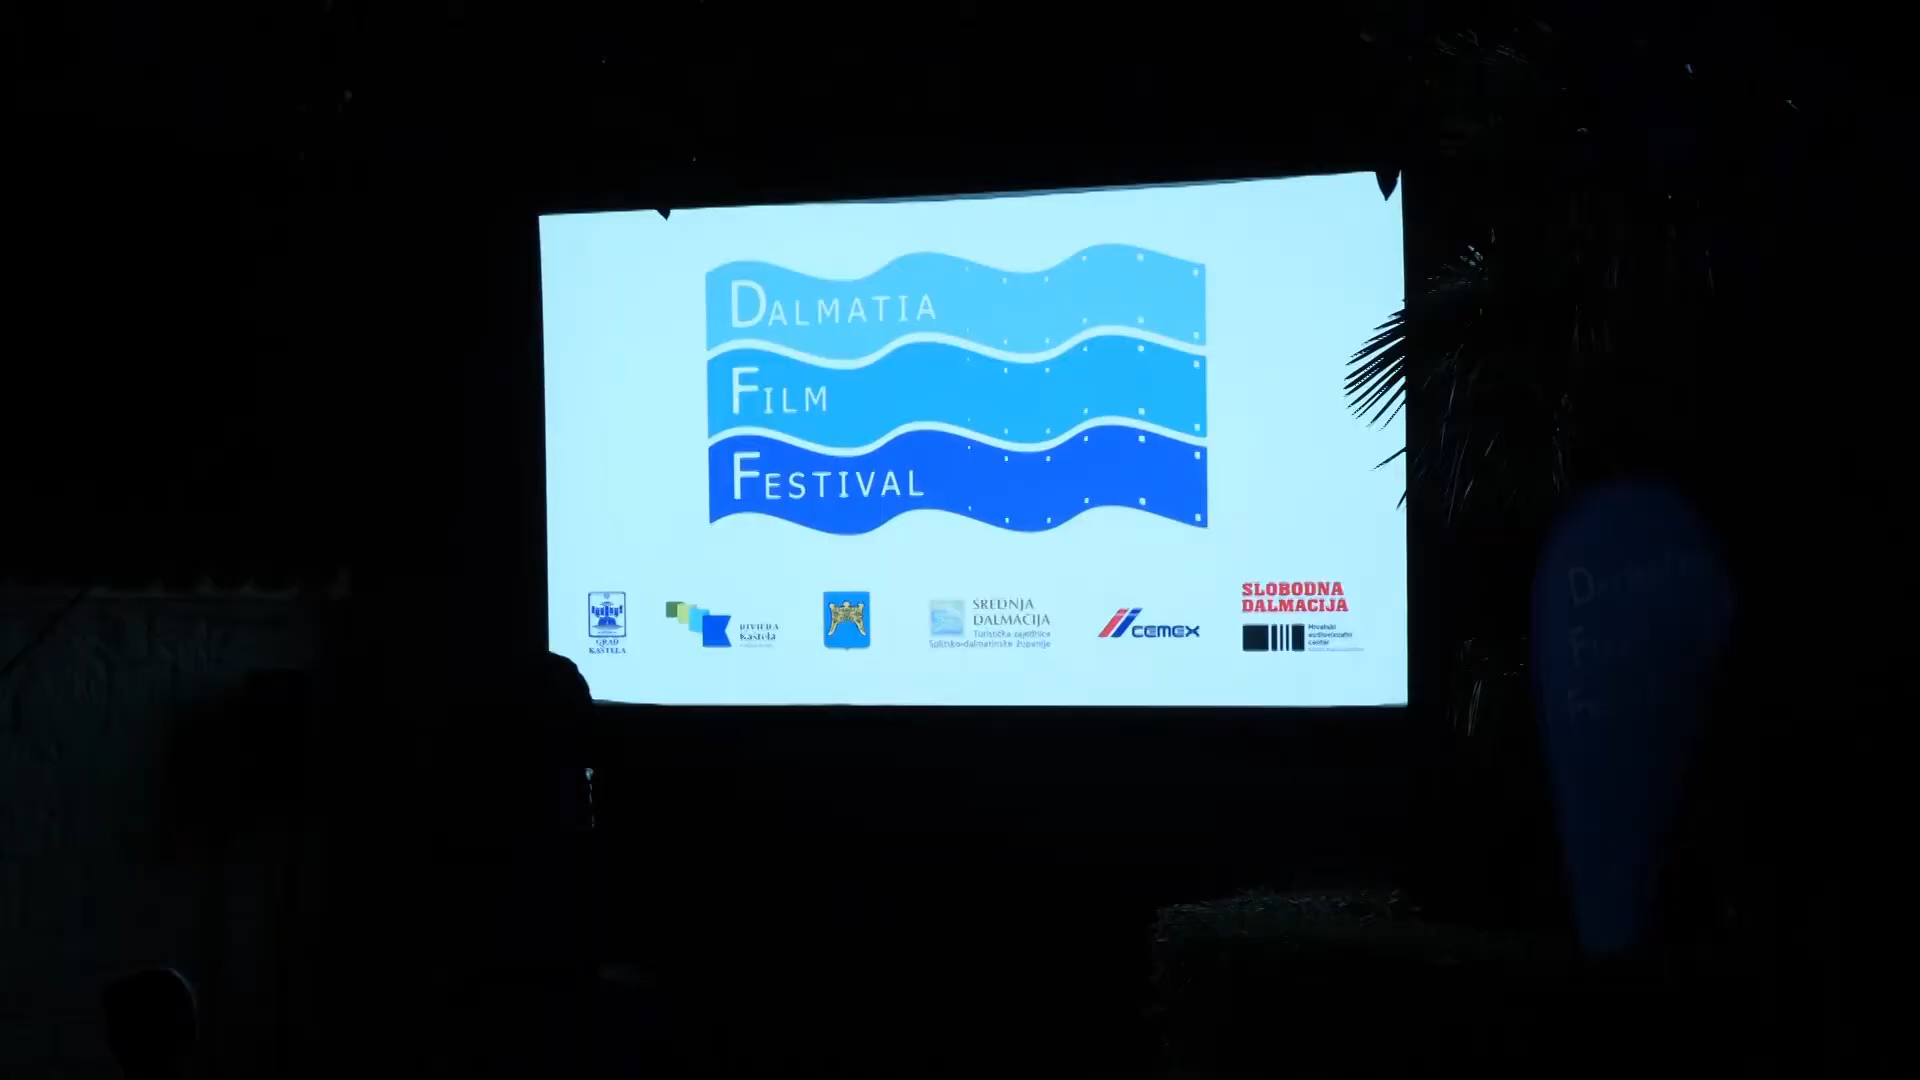 DALMATIA
FILM
FESTIVAL
GRAD
KAŠTELA
RIVIERA
Kaštela
SREDNJA
DALMACIJA
Turistička zajednica
Splitsko-dalmatinske županije
CEMEX
SLOBODNA
DALMACIJA
Hrvatski
audiovizualni
centar